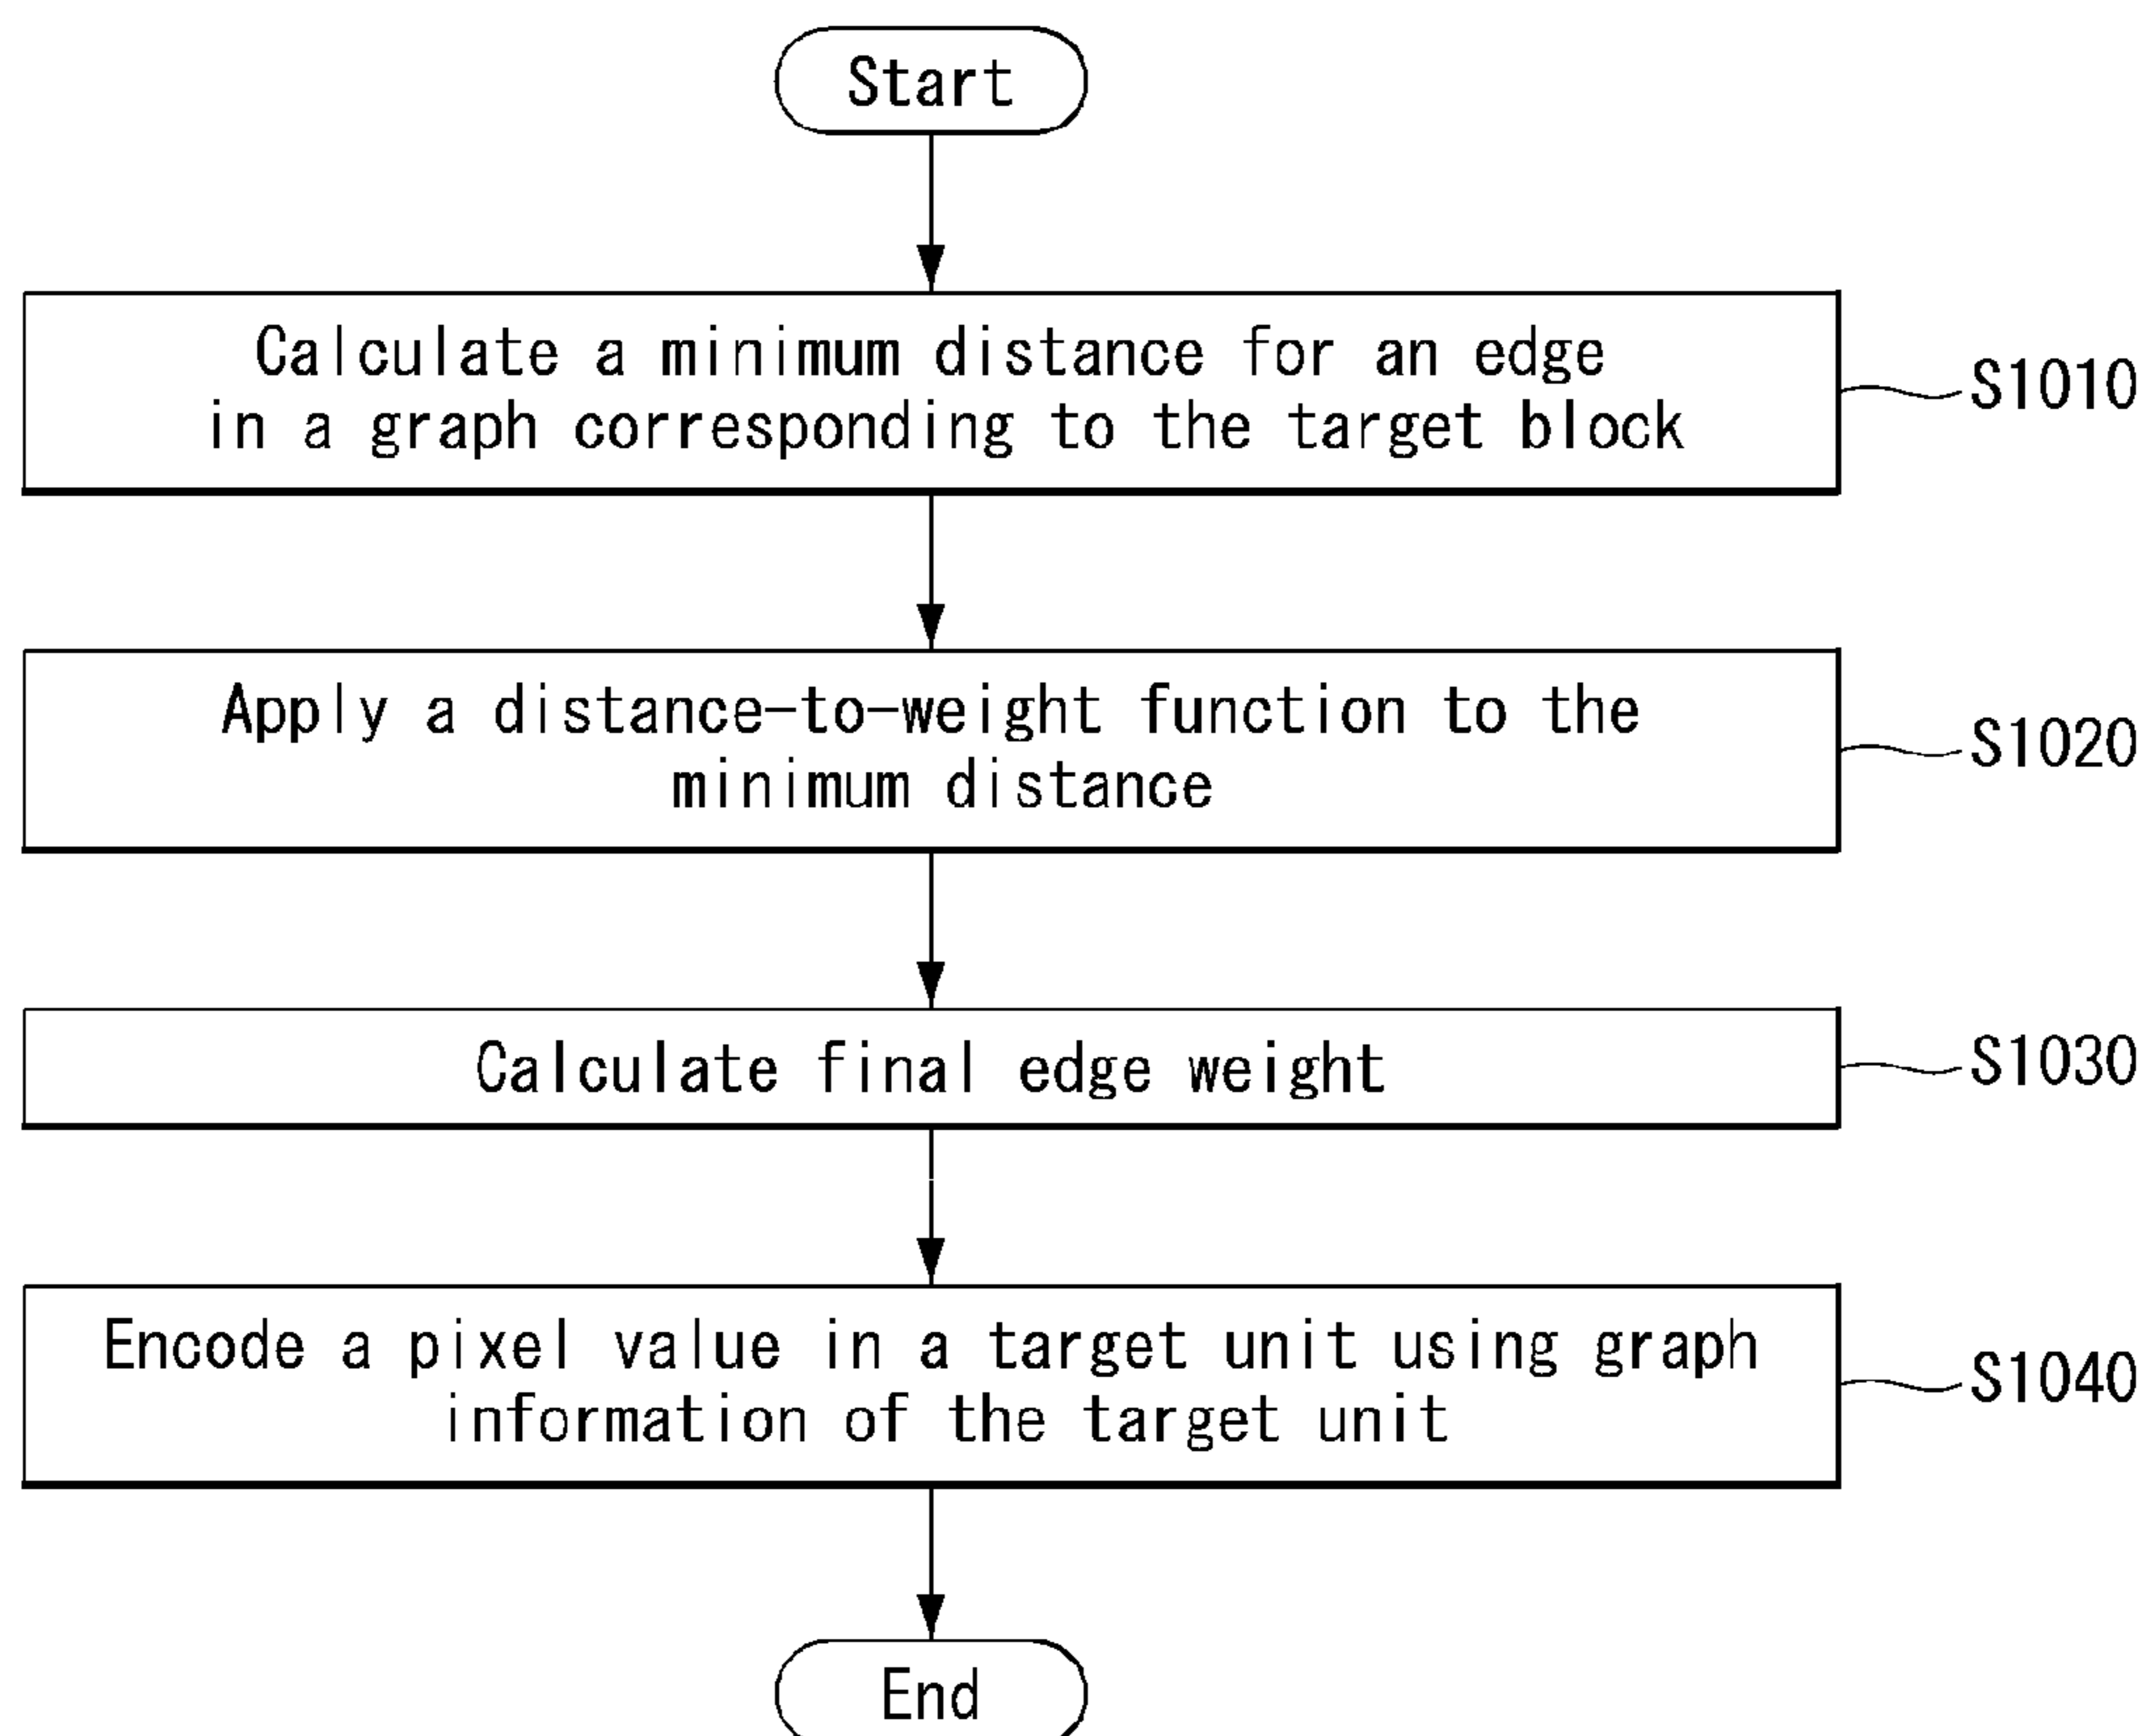 Start
Calculate a minimum distance for an edge
in a graph corresponding to the target block
S1010
Apply a distance-to-weight function to the
minimum distance
S1020
Calculate final edge weight
S1030
Encode a pixel value in a target unit using graph
information of the target unit
S1040
End